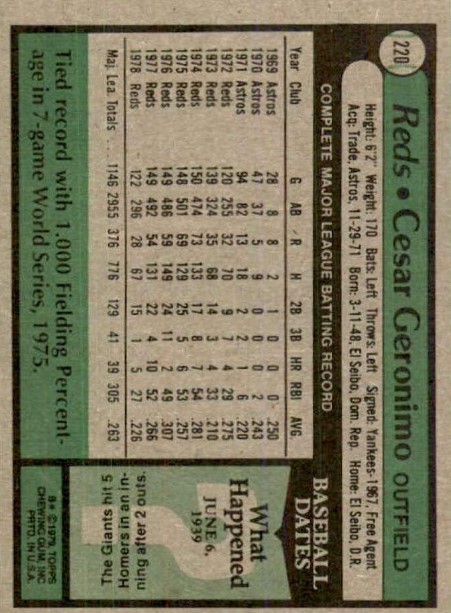 220
Reds • Cesar Geronimo OUTFIELD
Height: 6'2" Weight: 170 Bats: Left Throws: Left Signed: Yankees-1967, Free Agent
Acq: Trade, Astros, 11-29-71 Born: 3-11-48, El Seibo, Dom. Rep. Home: El Seibo, D.R.
COMPLETE MAJOR LEAGUE BATTING RECORD
Year Club G AB R H 2B 3B HR RBI AVG.
1969 Astros 28 8 8 2 1 0 0 0 .250
1970 Astros 47 37 5 9 0 0 0 2 .243
1971 Astros 94 82 13 18 2 2 1 6 .220
1972 Reds 120 255 32 70 9 7 4 29 .275
1973 Reds 139 324 35 68 14 3 4 33 .210
1974 Reds 150 474 73 133 17 8 7 54 .281
1975 Reds 148 501 69 129 25 5 6 53 .257
1976 Reds 149 486 59 149 24 11 2 49 .307
1977 Reds 149 492 54 131 22 4 10 52 .266
1978 Reds 122 296 28 67 15 1 5 27 .226
Maj. Lea. Totals 1146 2955 376 776 129 41 39 305 .263
Tied record with 1.000 Fielding Percent-
age in 7-game World Series, 1975.
BASEBALL
DATES
What
Happened
JUNE 6,
1939
The Giants hit 5
Homers in an in-
ning after 2 outs.
B* © 1979 TOPPS
CHEWING GUM, INC.
PRTD. IN U.S.A.